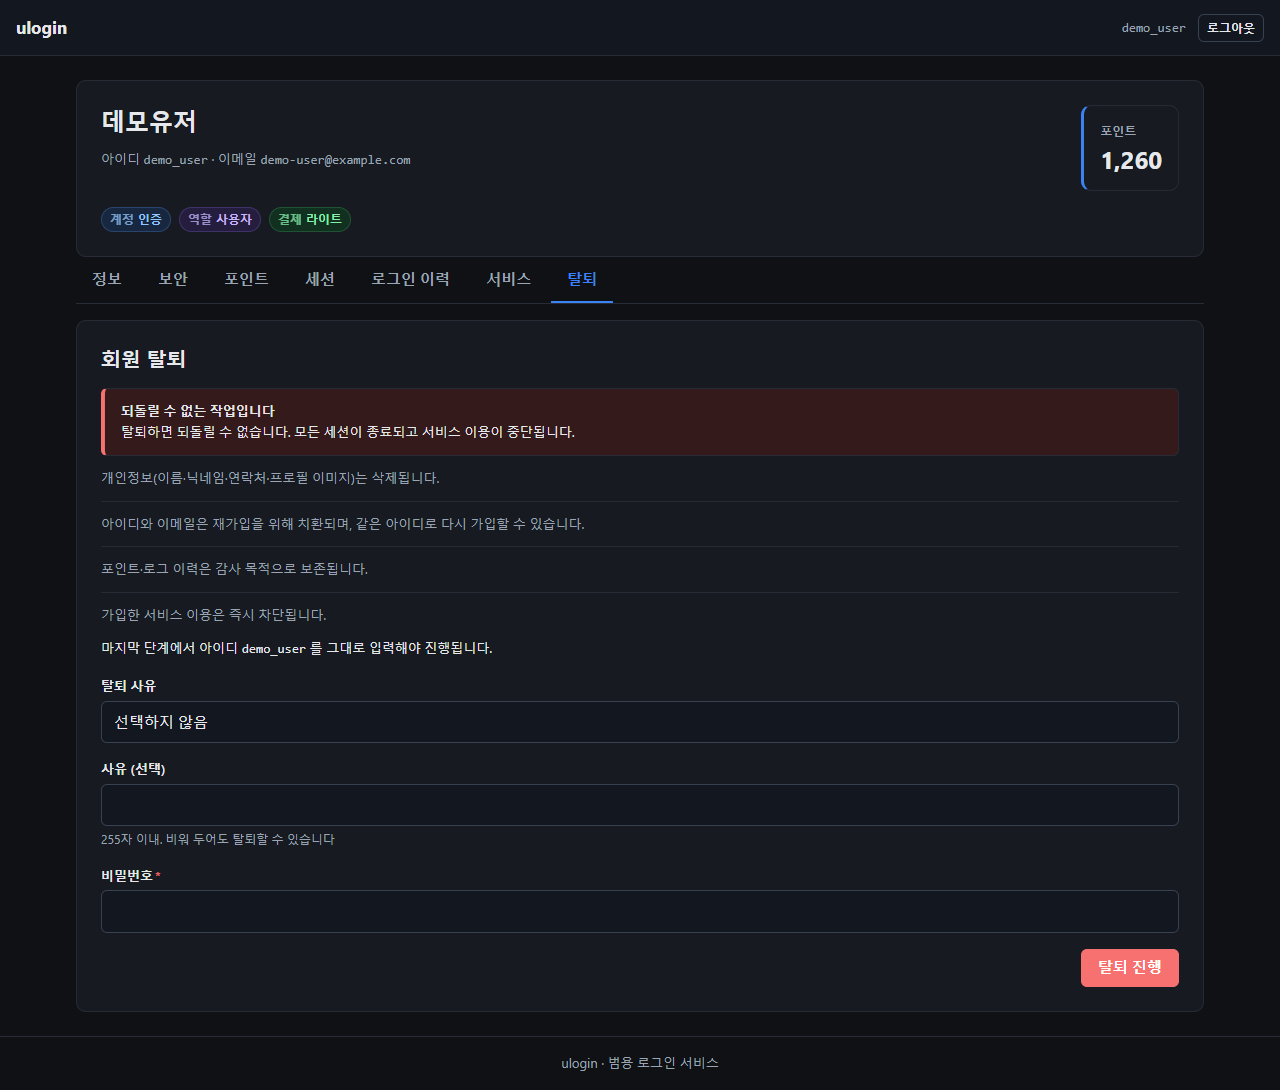 ulogin
demo_user
로그아웃
데모유저
아이디 demo_user · 이메일 demo-user@example.com
포인트
1,260
계정 인증
역할 사용자
결제 라이트
정보
보안
포인트
세션
로그인 이력
서비스
탈퇴
회원 탈퇴
되돌릴 수 없는 작업입니다
탈퇴하면 되돌릴 수 없습니다. 모든 세션이 종료되고 서비스 이용이 중단됩니다.
개인정보(이름·닉네임·연락처·프로필 이미지)는 삭제됩니다.
아이디와 이메일은 재가입을 위해 치환되며, 같은 아이디로 다시 가입할 수 있습니다.
포인트·로그 이력은 감사 목적으로 보존됩니다.
가입한 서비스 이용은 즉시 차단됩니다.
마지막 단계에서 아이디 demo_user 를 그대로 입력해야 진행됩니다.
탈퇴 사유
선택하지 않음
사유 (선택)
255자 이내. 비워 두어도 탈퇴할 수 있습니다
비밀번호 *
탈퇴 진행
ulogin · 범용 로그인 서비스